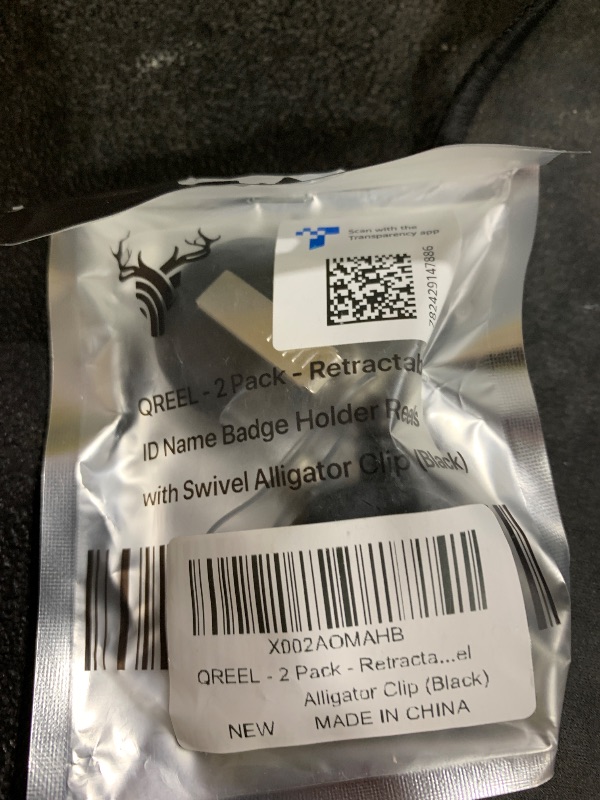 Scan with the
Transparency app
782429147886
QREEL - 2 Pack - Retractab
ID Name Badge Holder Reels
with Swivel Alligator Clip (Black)
X002AOMAHB
QREEL - 2 Pack - Retracta...el
Alligator Clip (Black)
NEW MADE IN CHINA